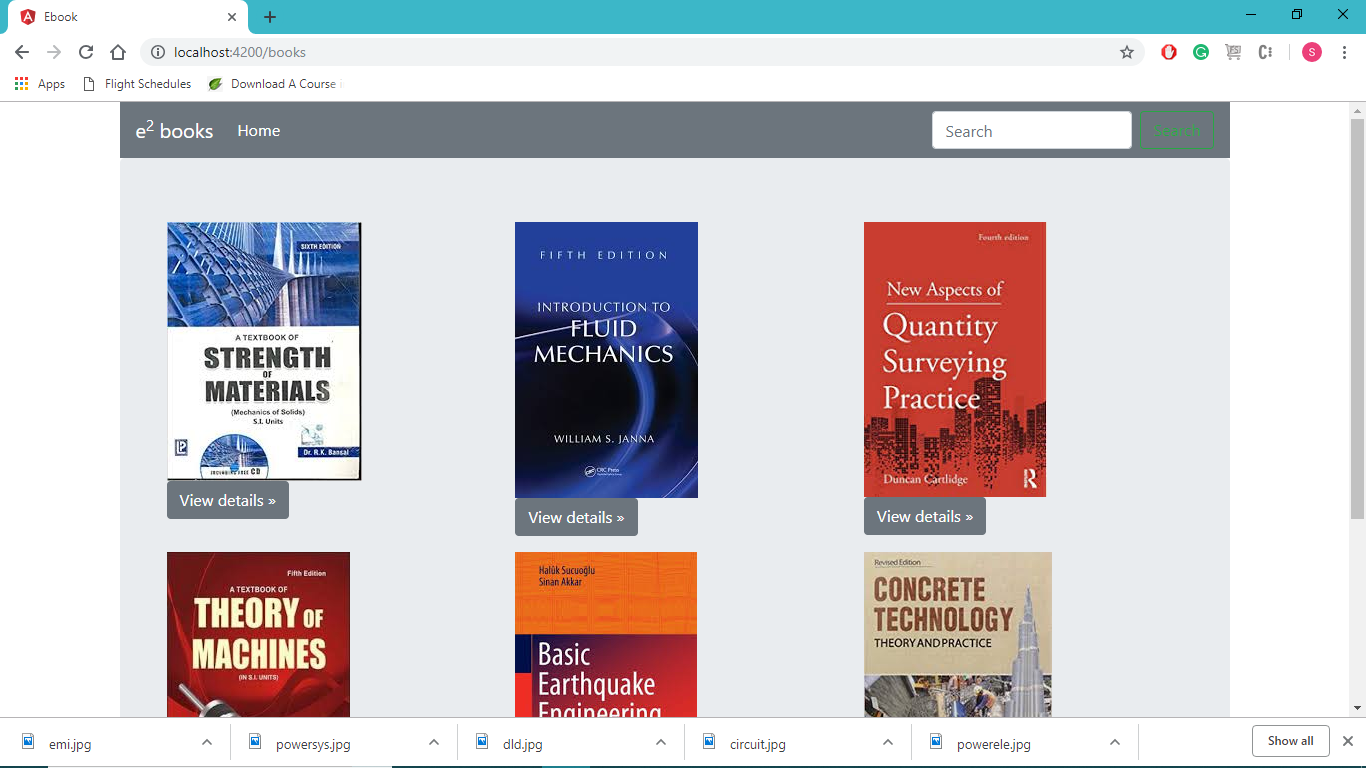 Ebook
localhost:4200/books
S
Apps
Flight Schedules
Download A Course i
e² books
Home
Search
Search
SIXTH EDITION
A TEXTBOOK OF
STRENGTH
OF
MATERIALS
(Mechanics of Solids)
S.I. Units
Dr. R.K. Bansal
INCLUDING FREE CD
View details »
FIFTH EDITION
INTRODUCTION TO
FLUID
MECHANICS
WILLIAM S. JANNA
CRC Press
View details »
Fourth edition
New Aspects of
Quantity
Surveying
Practice
Duncan Cartlidge
R
View details »
Fifth Edition
A TEXTBOOK OF
THEORY OF
MACHINES
(IN S.I. UNITS)
Halûk Sucuoğlu
Sinan Akkar
Basic
Earthquake
Engineering
Revised Edition
CONCRETE
TECHNOLOGY
THEORY AND PRACTICE
emi.jpg
powersys.jpg
dld.jpg
circuit.jpg
powerele.jpg
Show all